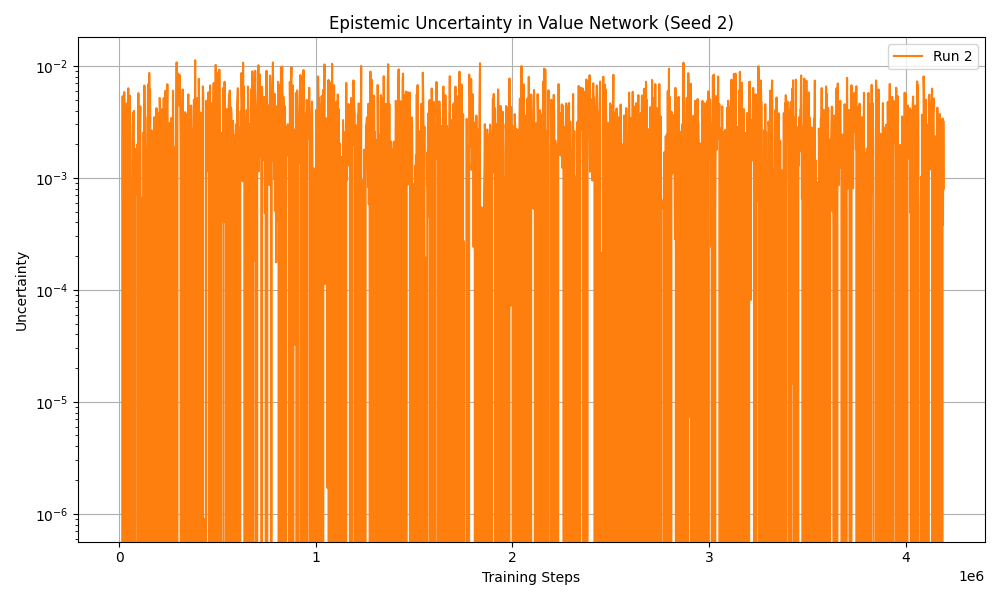 Epistemic Uncertainty in Value Network (Seed 2)
Run 2
10⁻²
10⁻³
10⁻⁴
10⁻⁵
10⁻⁶
Uncertainty
0 1 2 3 4
1e6
Training Steps